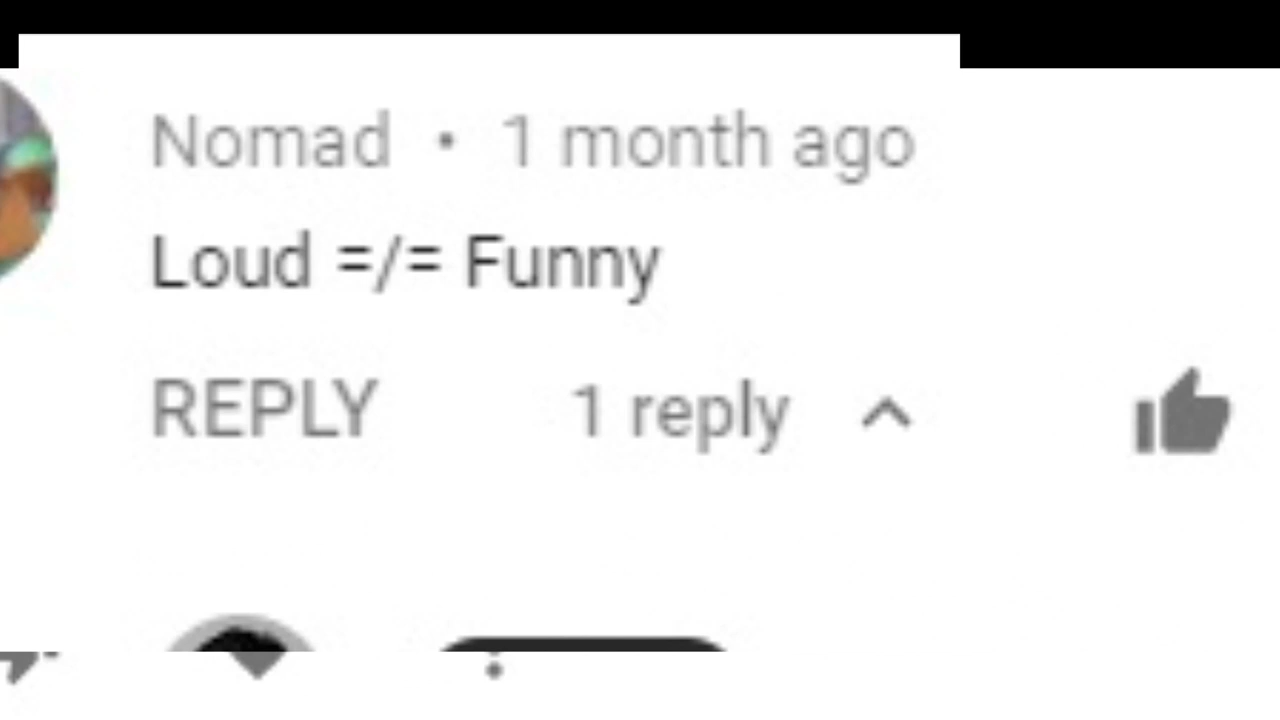 Nomad • 1 month ago
Loud =/= Funny
REPLY 1 reply